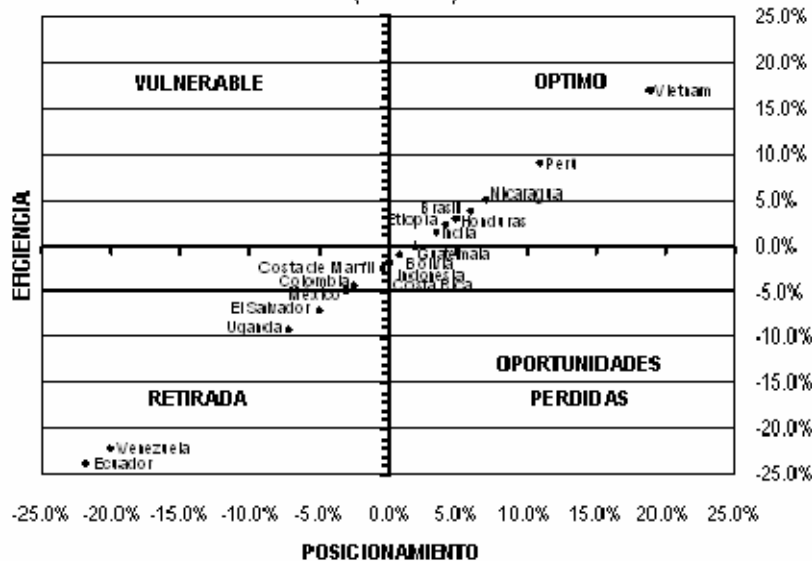 25.0%
20.0%
VULNERABLE
OPTIMO
Vietnam
15.0%
10.0%
Perú
Nicaragua
5.0%
Brasil
Etiopía
Honduras
India
0.0%
Guatemala
Costa de Marfil
Bolivia
Indonesia
Colombia
Costa Rica
México
-5.0%
El Salvador
Uganda
-10.0%
OPORTUNIDADES
-15.0%
RETIRADA
PERDIDAS
-20.0%
Venezuela
Ecuador
-25.0%
EFICIENCIA
-25.0% -20.0% -15.0% -10.0% -5.0% 0.0% 5.0% 10.0% 15.0% 20.0% 25.0%
POSICIONAMIENTO